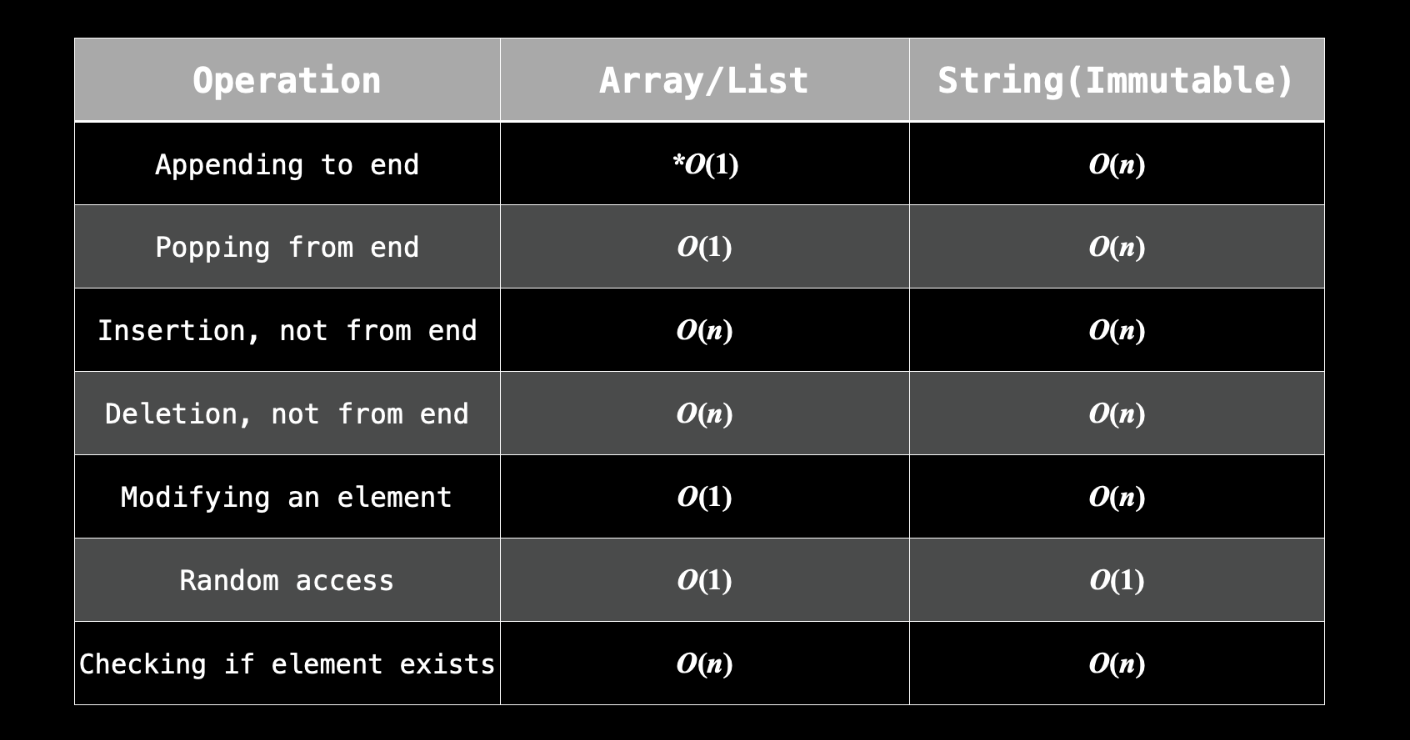 Operation Array/List String(Immutable)
Appending to end *O(1) O(n)
Popping from end O(1) O(n)
Insertion, not from end O(n) O(n)
Deletion, not from end O(n) O(n)
Modifying an element O(1) O(n)
Random access O(1) O(1)
Checking if element exists O(n) O(n)